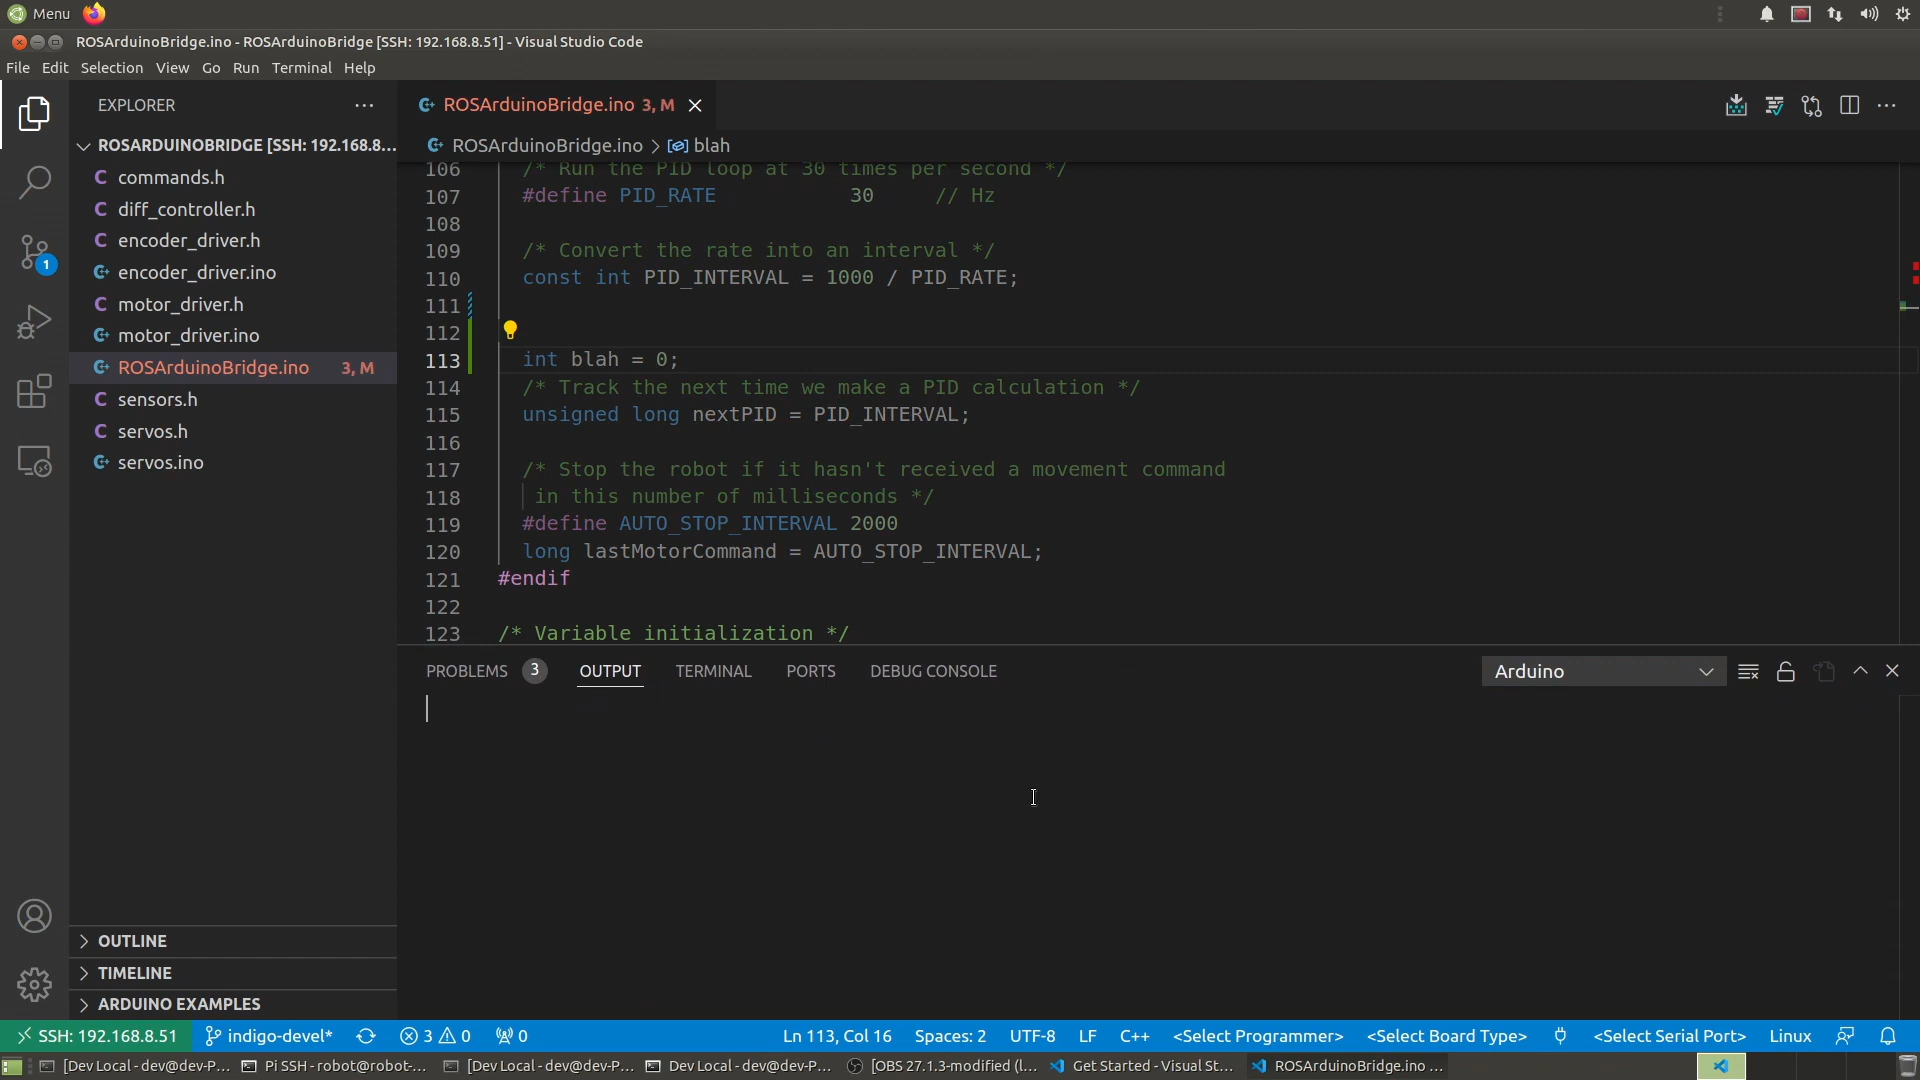 Menu
ROSArduinoBridge.ino - ROSArduinoBridge [SSH: 192.168.8.51] - Visual Studio Code
File Edit Selection View Go Run Terminal Help
EXPLORER
ROSARDUINOBRIDGE [SSH: 192.168.8...
commands.h
diff_controller.h
encoder_driver.h
encoder_driver.ino
motor_driver.h
motor_driver.ino
ROSArduinoBridge.ino 3, M
sensors.h
servos.h
servos.ino
1
OUTLINE
TIMELINE
ARDUINO EXAMPLES
ROSArduinoBridge.ino 3, M
ROSArduinoBridge.ino > blah
106 /* Run the PID loop at 30 times per second */
107 #define PID_RATE 30 // Hz
108
109 /* Convert the rate into an interval */
110 const int PID_INTERVAL = 1000 / PID_RATE;
111
112
113 int blah = 0;
114 /* Track the next time we make a PID calculation */
115 unsigned long nextPID = PID_INTERVAL;
116
117 /* Stop the robot if it hasn't received a movement command
118 in this number of milliseconds */
119 #define AUTO_STOP_INTERVAL 2000
120 long lastMotorCommand = AUTO_STOP_INTERVAL;
121 #endif
122
123 /* Variable initialization */
PROBLEMS 3 OUTPUT TERMINAL PORTS DEBUG CONSOLE Arduino
SSH: 192.168.8.51 indigo-devel* 3 0 0 Ln 113, Col 16 Spaces: 2 UTF-8 LF C++ <Select Programmer> <Select Board Type> <Select Serial Port> Linux
[Dev Local - dev@dev-P... Pi SSH - robot@robot-... [Dev Local - dev@dev-P... Dev Local - dev@dev-P... [OBS 27.1.3-modified (l... Get Started - Visual St... ROSArduinoBridge.ino ...